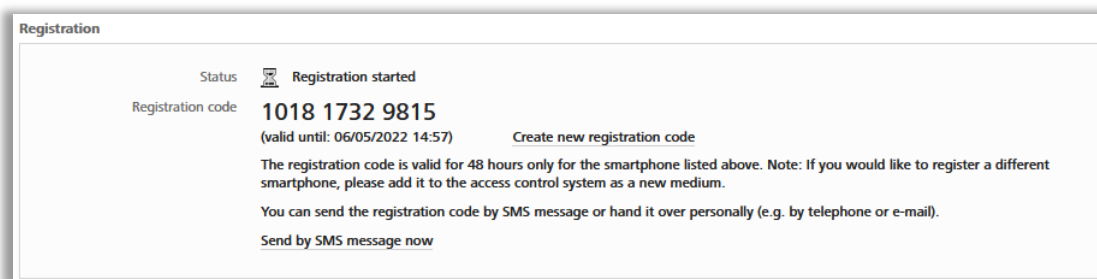 Registration
Status Registration started
Registration code 1018 1732 9815
(valid until: 06/05/2022 14:57) Create new registration code
The registration code is valid for 48 hours only for the smartphone listed above. Note: If you would like to register a different
smartphone, please add it to the access control system as a new medium.
You can send the registration code by SMS message or hand it over personally (e.g. by telephone or e-mail).
Send by SMS message now